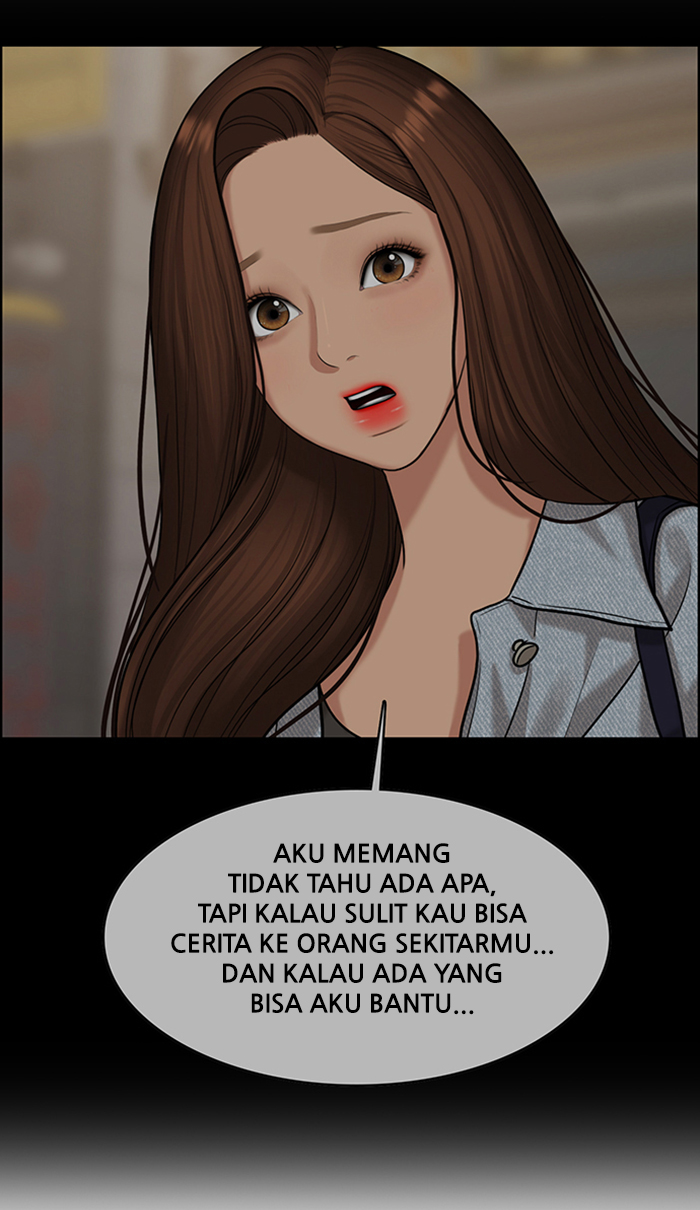 AKU MEMANG
TIDAK TAHU ADA APA,
TAPI KALAU SULIT KAU BISA
CERITA KE ORANG SEKITARMU...
DAN KALAU ADA YANG
BISA AKU BANTU...